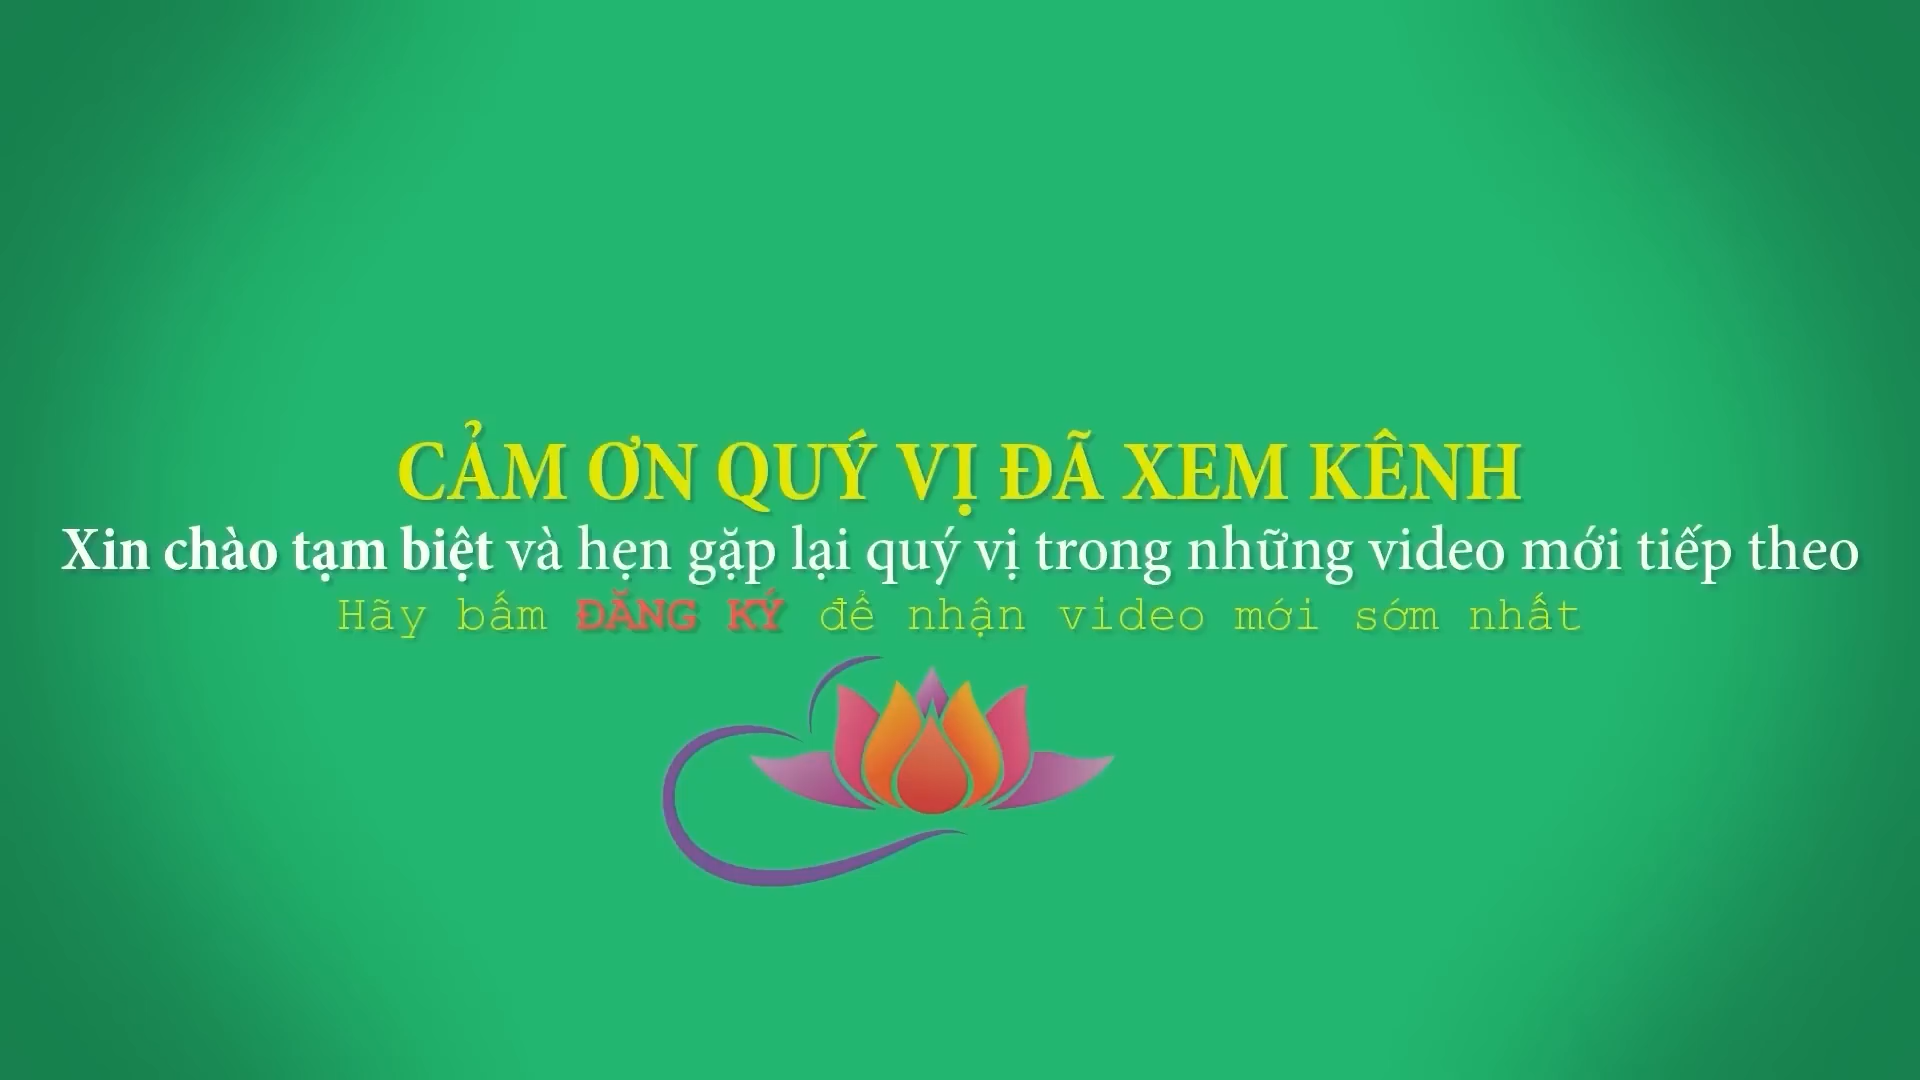 CẢM ƠN QUÝ VỊ ĐÃ XEM KÊNH
Xin chào tạm biệt và hẹn gặp lại quý vị trong những video mới tiếp theo
Hãy bấm ĐĂNG KÝ để nhận video mới sớm nhất